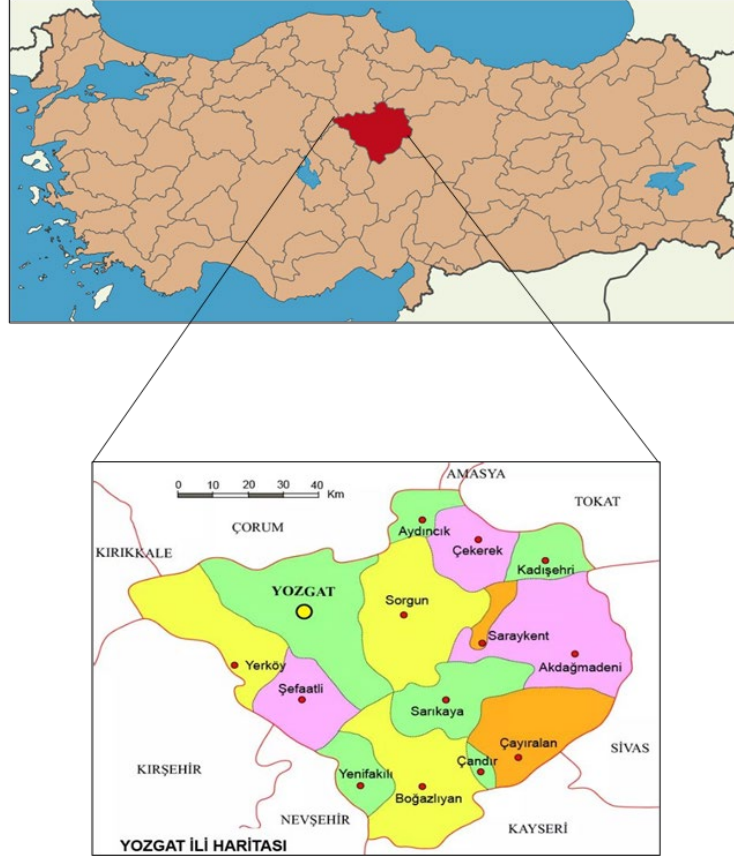 AMASYA
0 10 20 30 40
Km
TOKAT
ÇORUM
Aydıncık
Çekerek
KIRIKKALE
Kadışehri
YOZGAT
Sorgun
Saraykent
Yerköy
Akdağmadeni
Şefaatli
Sarıkaya
Çayıralan
SİVAS
Çandır
KIRŞEHİR
Yenifakılı
Boğazlıyan
NEVŞEHİR
KAYSERİ
YOZGAT İLİ HARİTASI